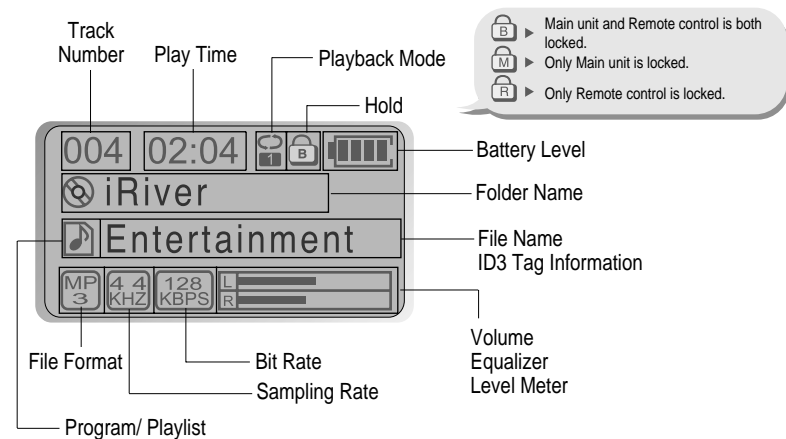 Track
Number
Play Time
Playback Mode
Hold
B ▶ Main unit and Remote control is both
locked.
M ▶ Only Main unit is locked.
R ▶ Only Remote control is locked.
004 02:04 1 B
Battery Level
iRiver
Folder Name
Entertainment
File Name
ID3 Tag Information
MP
3
4 4
KHZ
128
KBPS
L
R
Volume
Equalizer
Level Meter
File Format
Bit Rate
Sampling Rate
Program/ Playlist